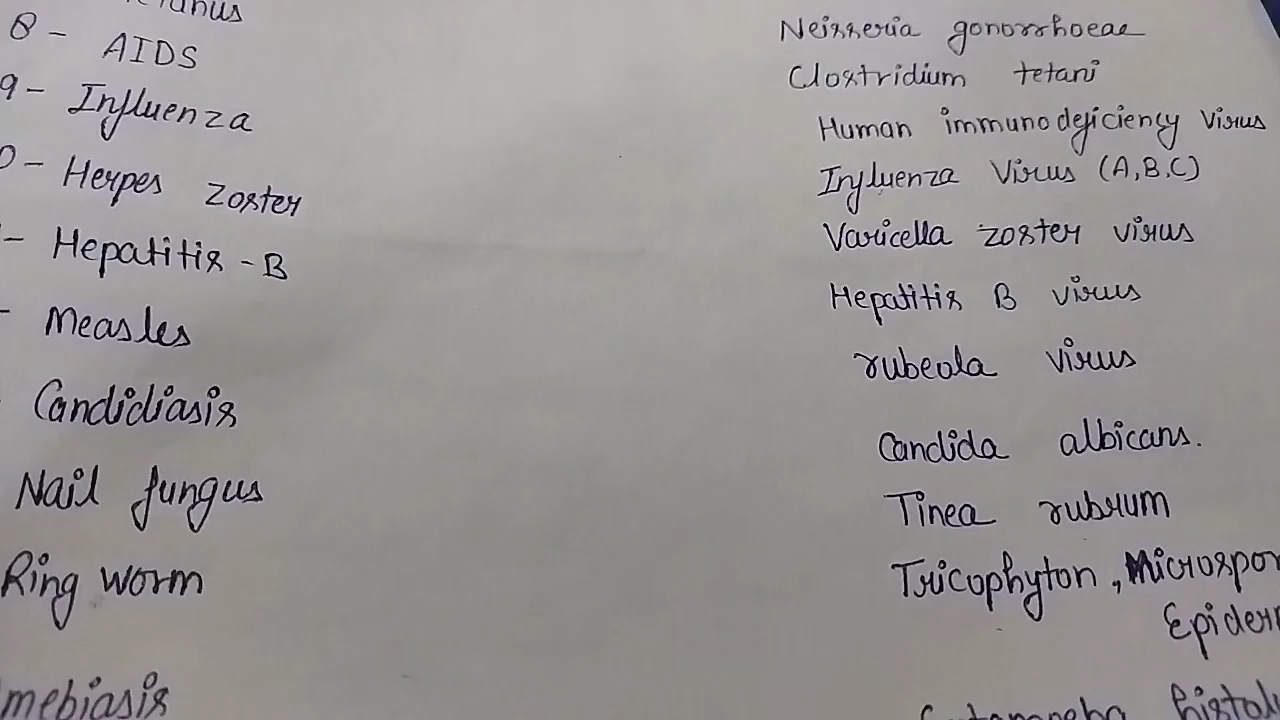 Neisseria gonorrhoeae
Clostridium tetani
8 - AIDS Human immunodeficiency virus
9 - Influenza Influenza Virus (A,B,C)
- Herpes zoster Varicella zoster virus
- Hepatitis - B Hepatitis B virus
- Measles rubeola virus
Candidiasis Candida albicans.
Nail fungus Tinea rubrum
Ring worm Tricophyton, Microspor
Epider
mebiasis